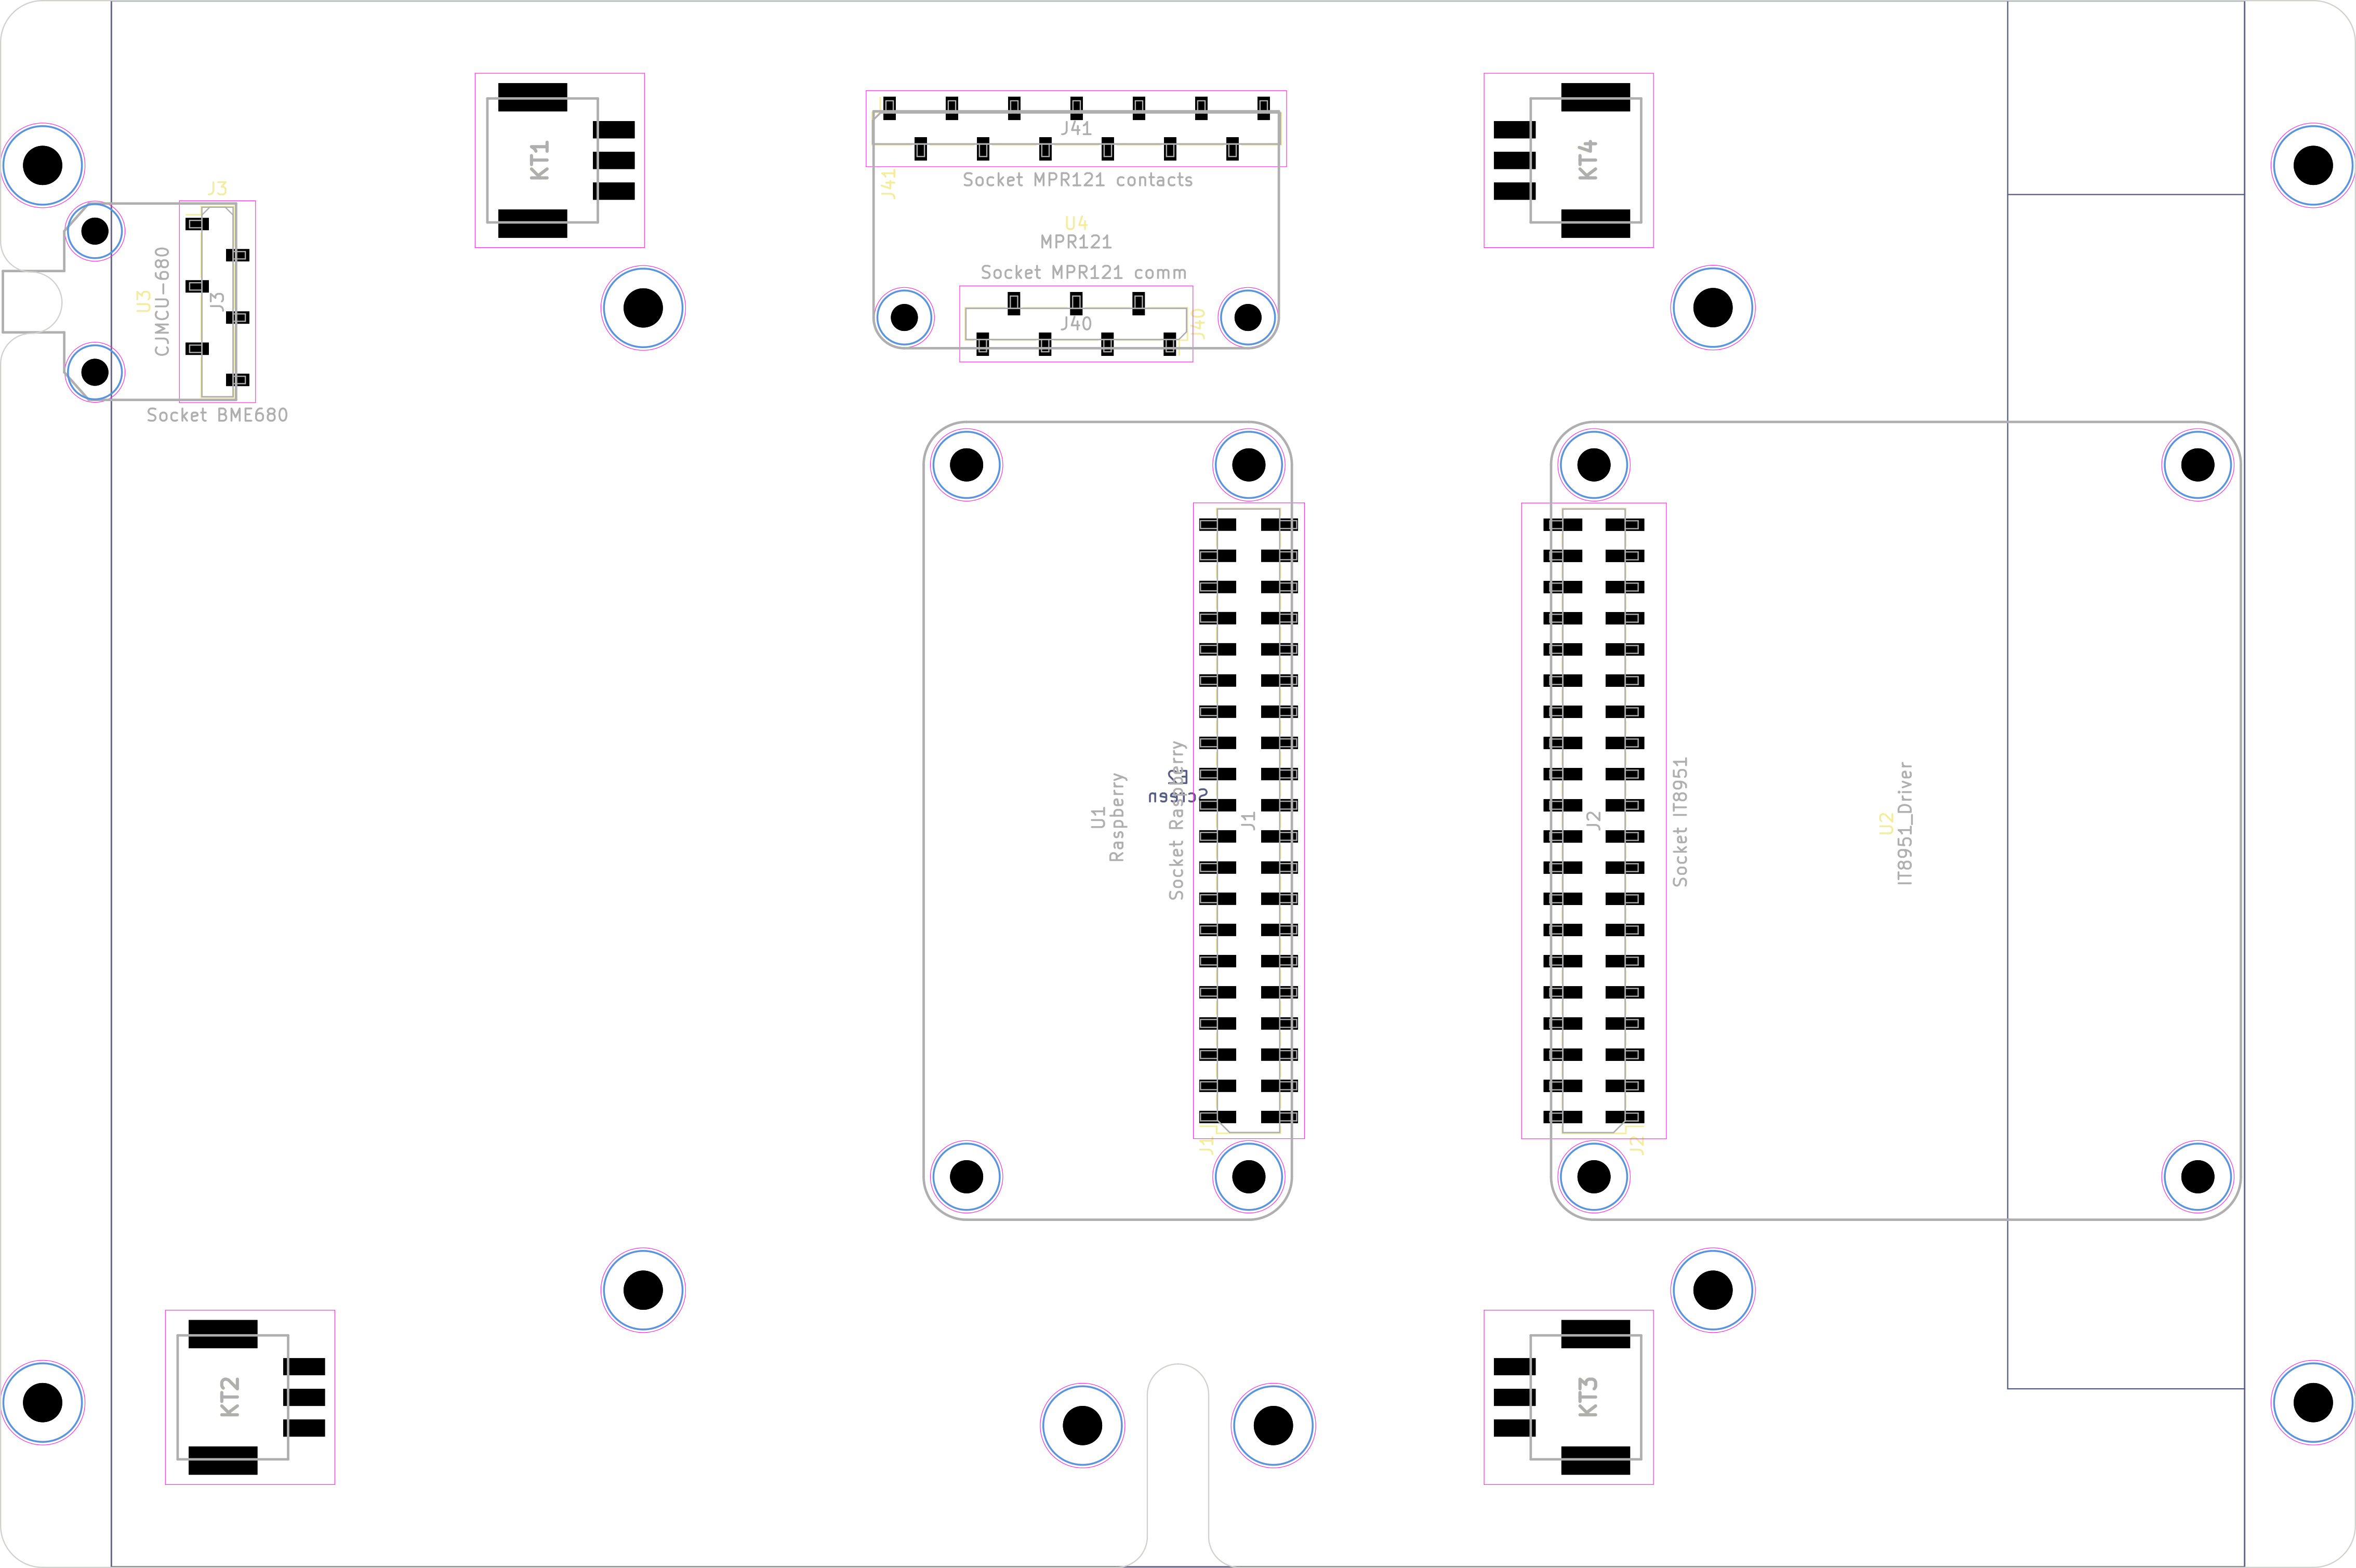 J3
KT1
J41
KT4
Socket MPR121 contacts
J41
U4
MPR121
Socket MPR121 comm
U3
CJMCU-680
J3
J40
J40
Socket BME680
E2
Screen
U1
Raspberry
Socket Raspberry
J1
J2
Socket IT8951
U2
IT8951_Driver
J1
J2
KT2
KT3